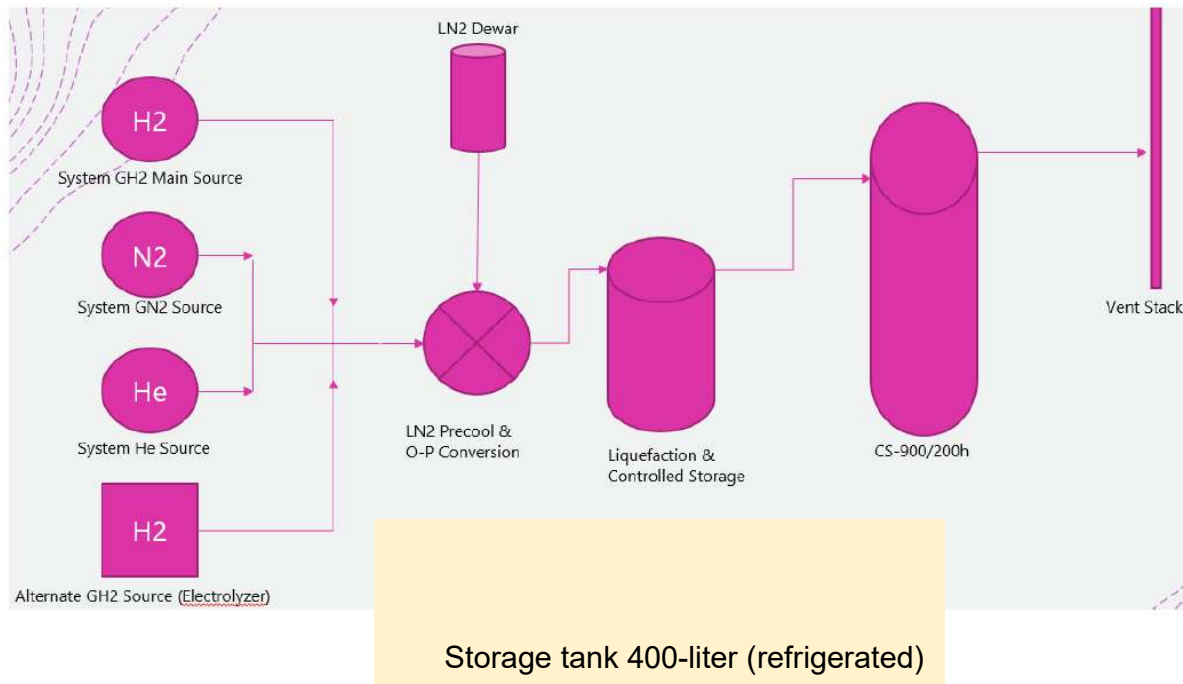 LN2 Dewar
H2
System GH2 Main Source
N2
System GN2 Source
He
System He Source
H2
Alternate GH2 Source (Electrolyzer)
LN2 Precool &
O-P Conversion
Liquefaction &
Controlled Storage
CS-900/200h
Vent Stack
Storage tank 400-liter (refrigerated)